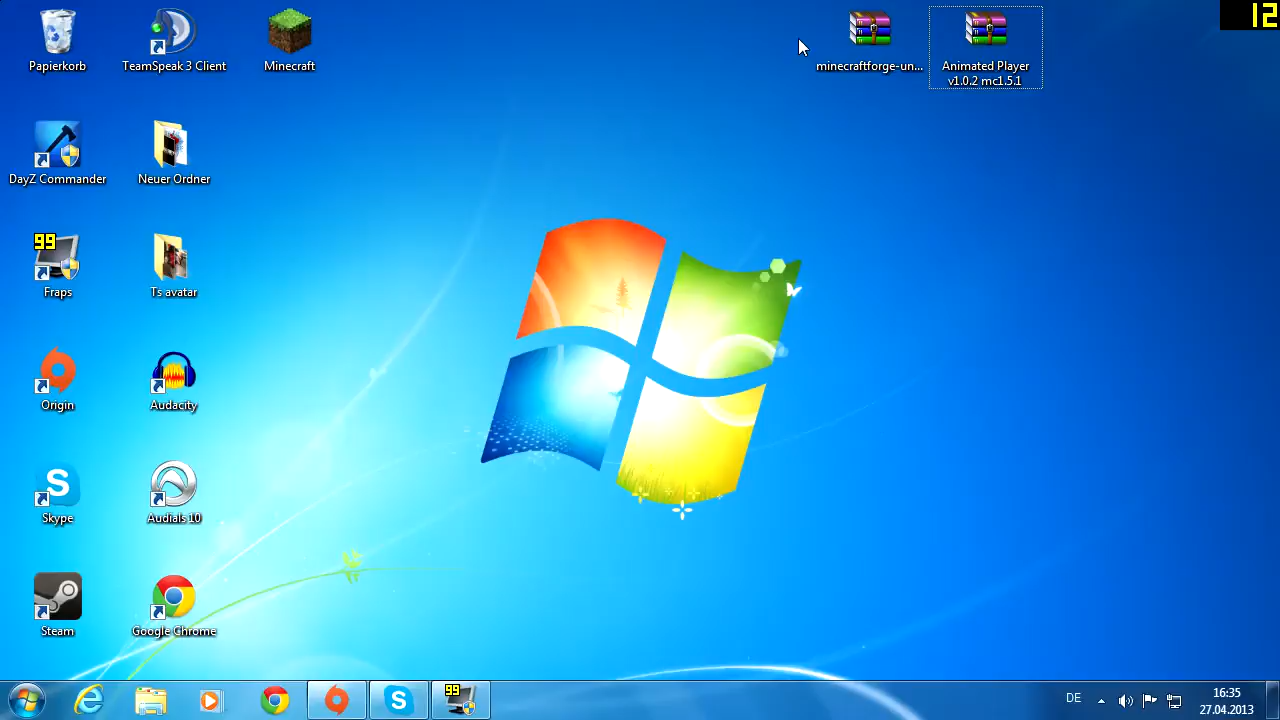 12
Papierkorb
TeamSpeak 3 Client
Minecraft
minecraftforge-un...
Animated Player
v1.0.2 mc1.5.1
DayZ Commander
Neuer Ordner
99
Fraps
Ts avatar
Origin
Audacity
S
Skype
Audials 10
Steam
Google Chrome
S
99
DE
16:35
27.04.2013